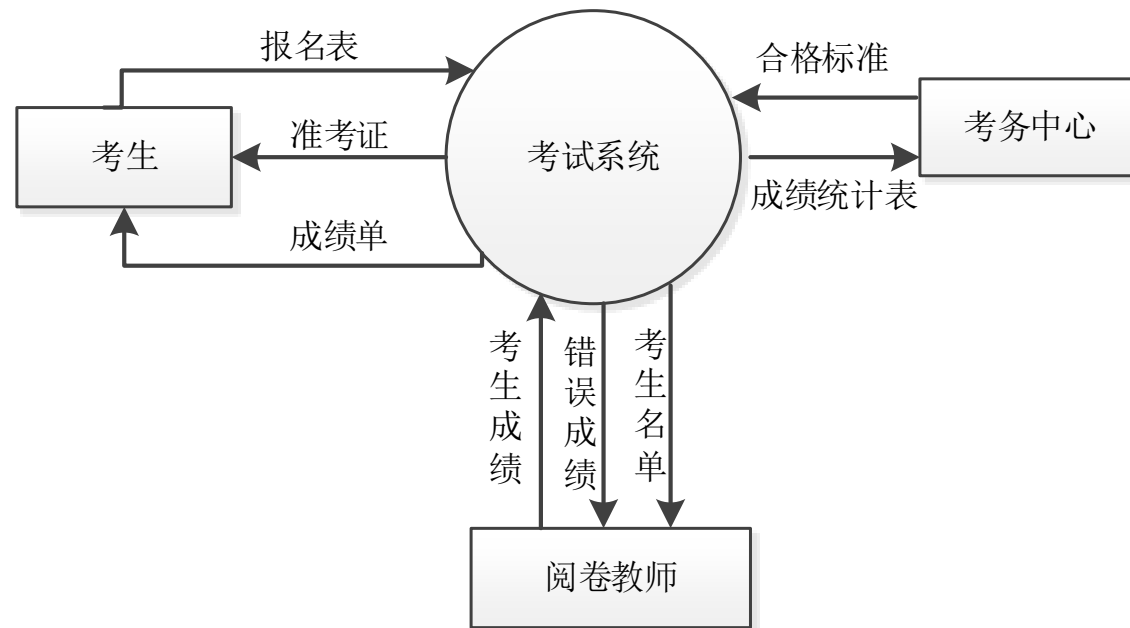 报名表
合格标准
考生
准考证
考试系统
考务中心
成绩统计表
成绩单
考生成绩
错误成绩
考生名单
阅卷教师